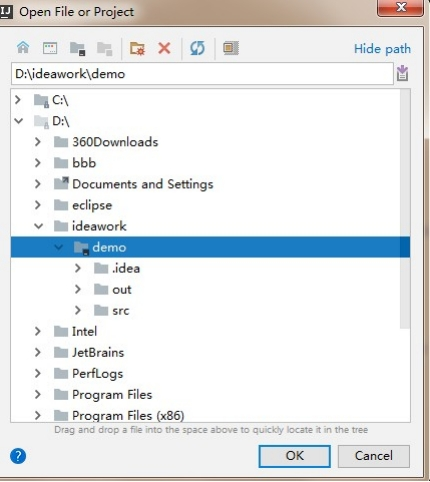 IJ Open File or Project
Hide path
D:\ideawork\demo
C:\
D:\
360Downloads
bbb
Documents and Settings
eclipse
ideawork
demo
.idea
out
src
Intel
JetBrains
PerfLogs
Program Files
Program Files (x86)
Drag and drop a file into the space above to quickly locate it in the tree
? OK Cancel